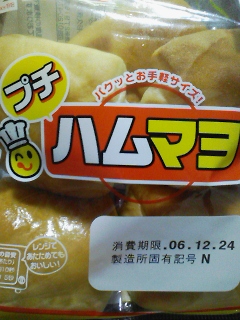 パクッとお手軽サイズ!
プチ
ハムマヨ
レンジで
あたためても
おいしい!
消費期限.06.12.24
製造所固有記号 N